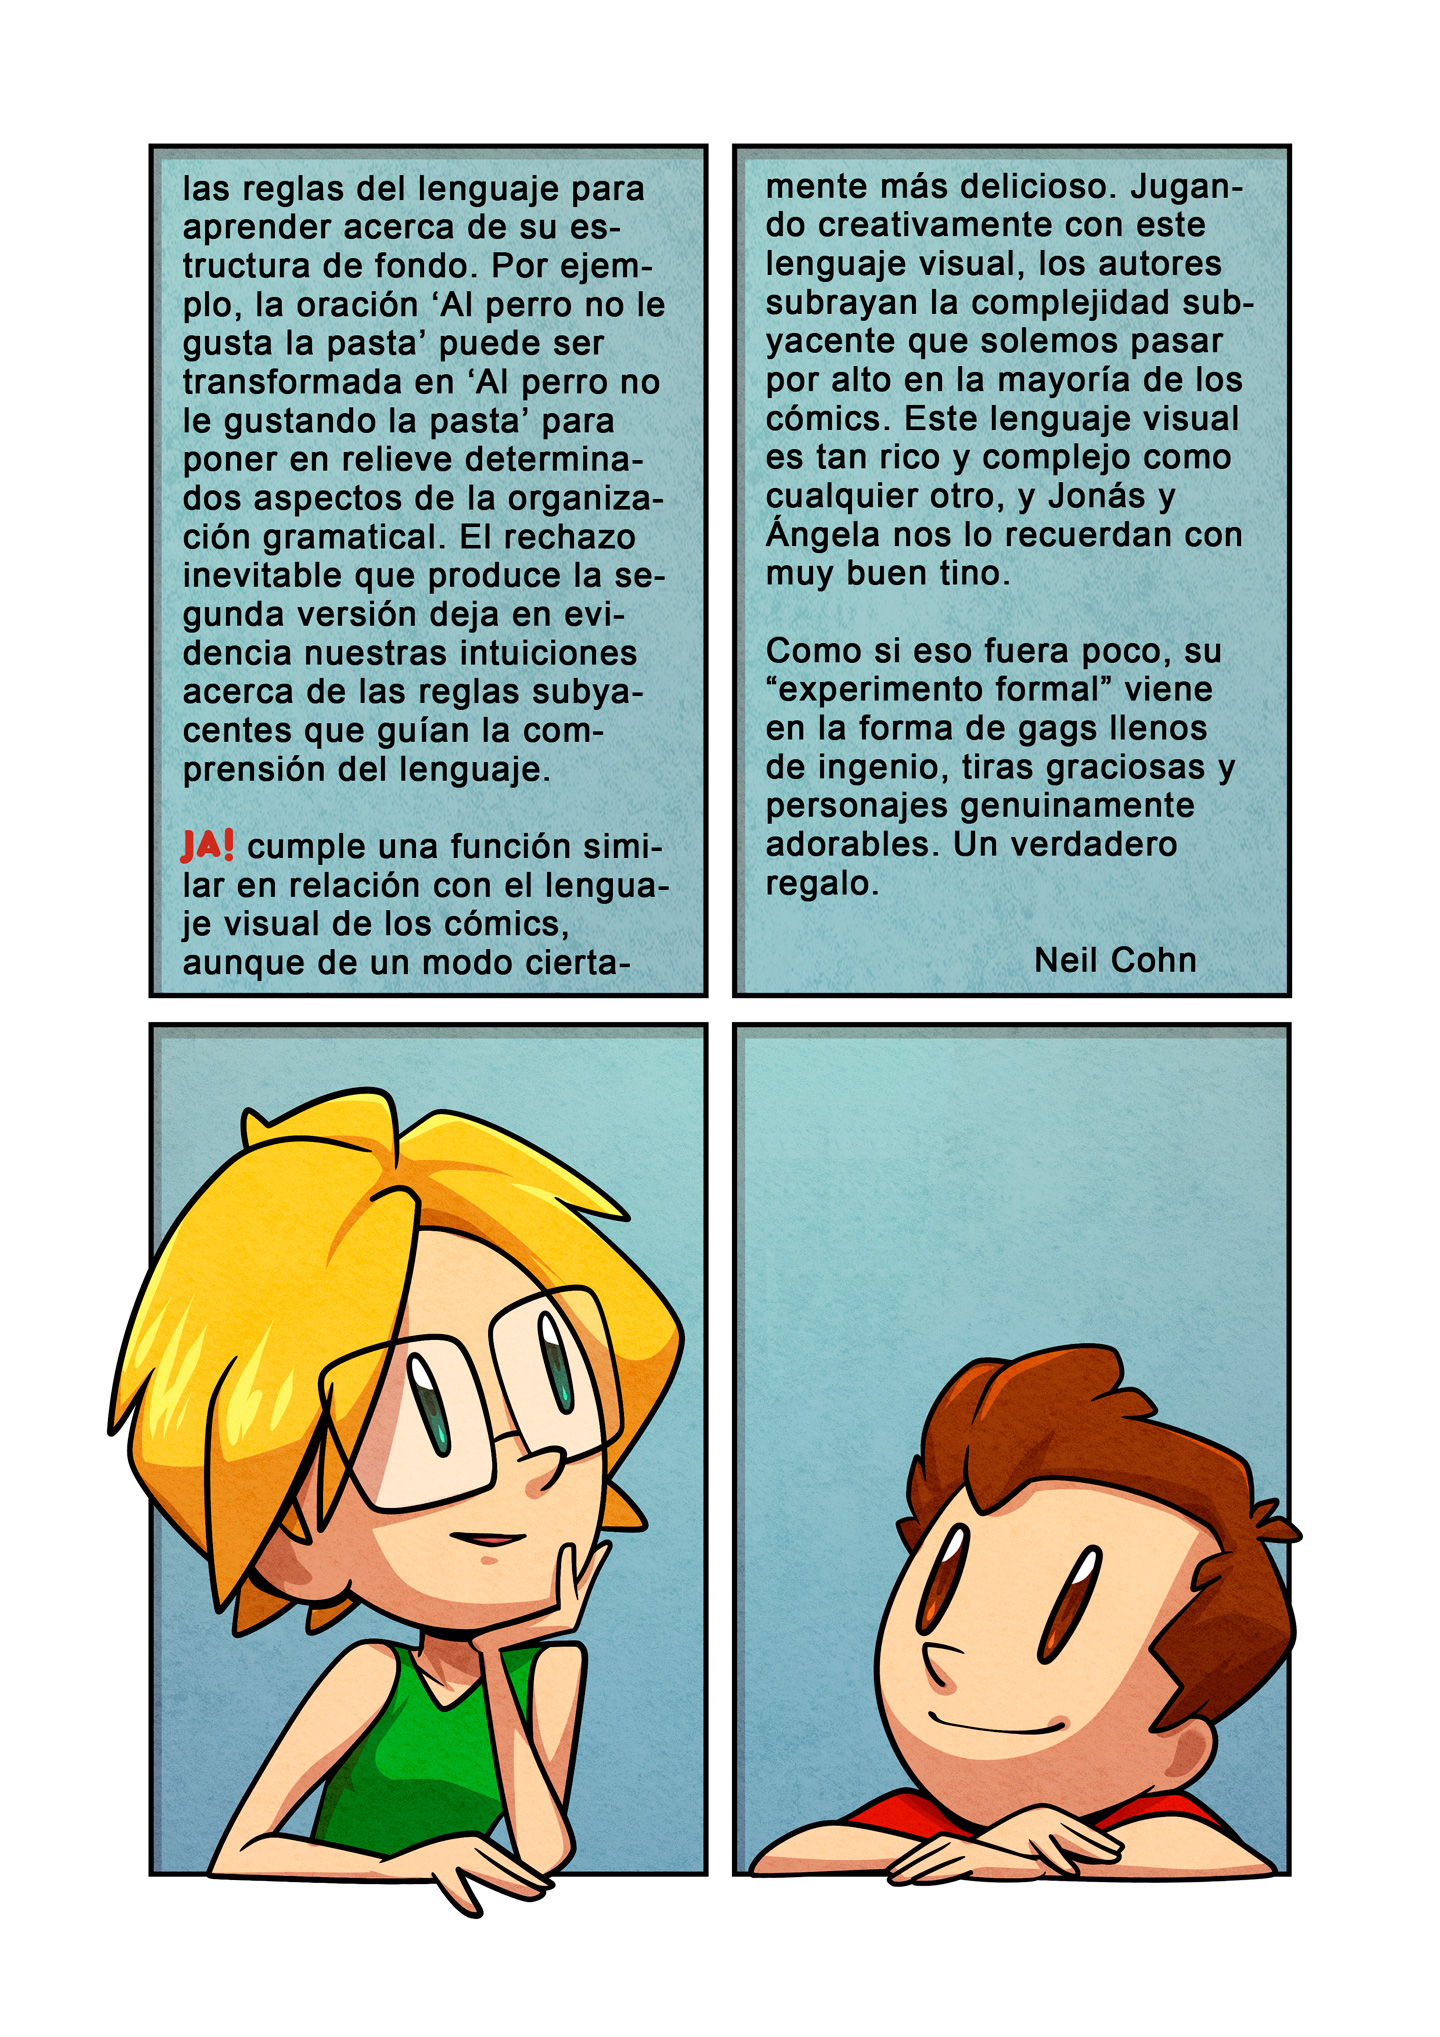 las reglas del lenguaje para
aprender acerca de su es-
tructura de fondo. Por ejem-
plo, la oración ‘Al perro no le
gusta la pasta’ puede ser
transformada en ‘Al perro no
le gustando la pasta’ para
poner en relieve determina-
dos aspectos de la organiza-
ción gramatical. El rechazo
inevitable que produce la se-
gunda versión deja en evi-
dencia nuestras intuiciones
acerca de las reglas subya-
centes que guían la com-
prensión del lenguaje.
JA! cumple una función simi-
lar en relación con el lengua-
je visual de los cómics,
aunque de un modo cierta-
mente más delicioso. Jugan-
do creativamente con este
lenguaje visual, los autores
subrayan la complejidad sub-
yacente que solemos pasar
por alto en la mayoría de los
cómics. Este lenguaje visual
es tan rico y complejo como
cualquier otro, y Jonás y
Ángela nos lo recuerdan con
muy buen tino.
Como si eso fuera poco, su
“experimento formal” viene
en la forma de gags llenos
de ingenio, tiras graciosas y
personajes genuinamente
adorables. Un verdadero
regalo.
Neil Cohn